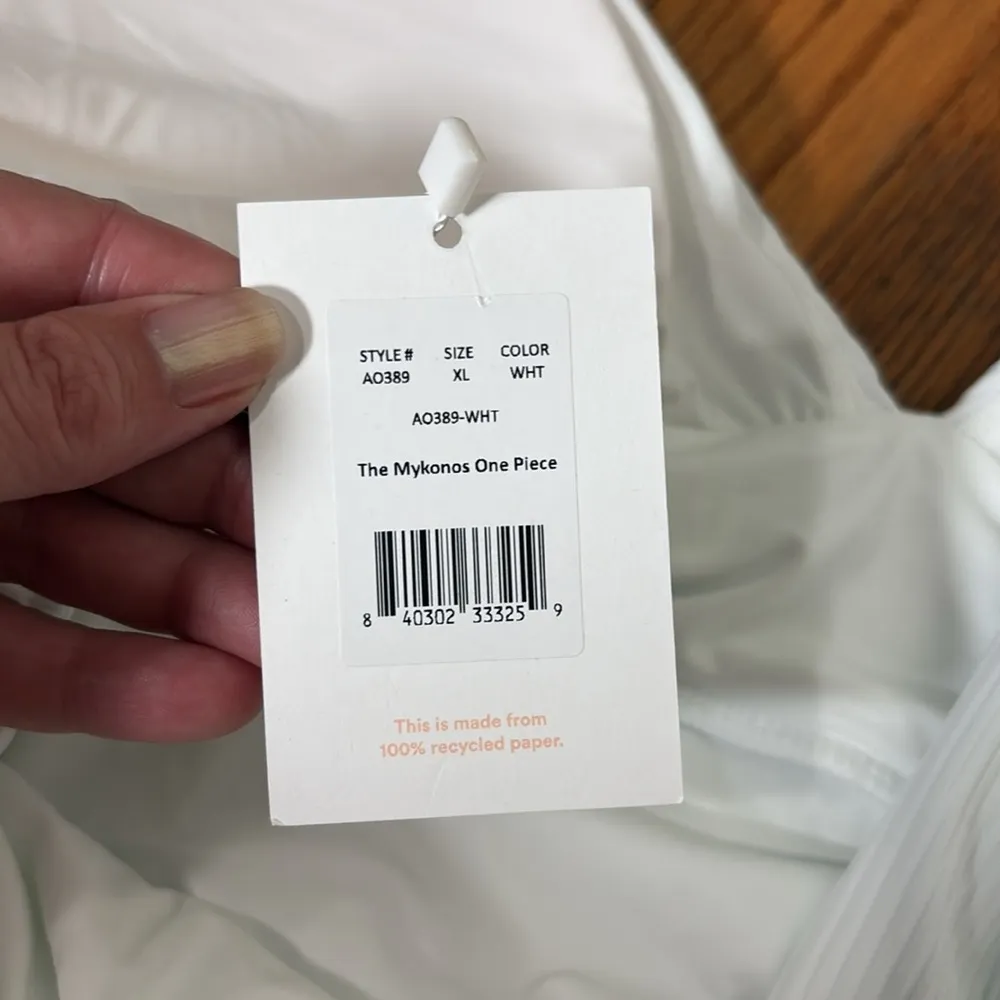 STYLE # SIZE COLOR
AO389 XL WHT
AO389-WHT
The Mykonos One Piece
8 40302 33325 9
This is made from
100% recycled paper.